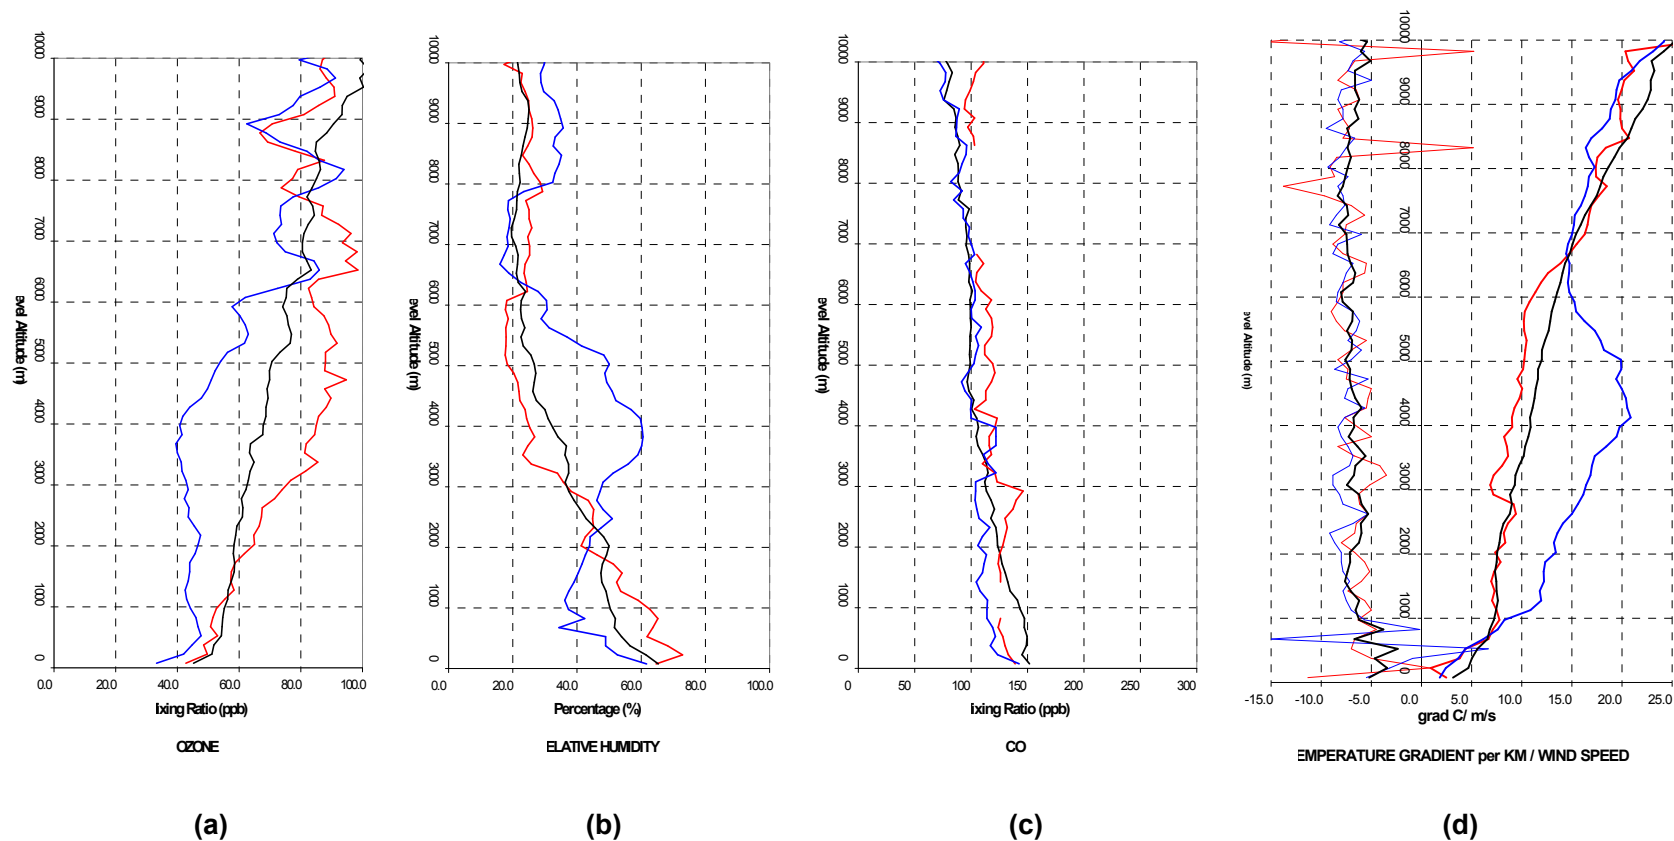 10000
9000
8000
7000
6000
5000
4000
3000
2000
1000
0
evel Altitude (m)
0.0 20.0 40.0 60.0 80.0 100.0
lixing Ratio (ppb)
OZONE
(a)
10000
9000
8000
7000
6000
5000
4000
3000
2000
1000
0
evel Altitude (m)
0.0 20.0 40.0 60.0 80.0 100.0
Percentage (%)
ELATIVE HUMIDITY
(b)
10000
9000
8000
7000
6000
5000
4000
3000
2000
1000
0
evel Altitude (m)
0 50 100 150 200 250 300
lixing Ratio (ppb)
CO
(c)
10000
9000
8000
7000
6000
5000
4000
3000
2000
1000
0
evel Altitude (m)
-15.0 -10.0 -5.0 0.0 5.0 10.0 15.0 20.0 25.0
grad C/ m/s
EMPERATURE GRADIENT per KM / WIND SPEED
(d)